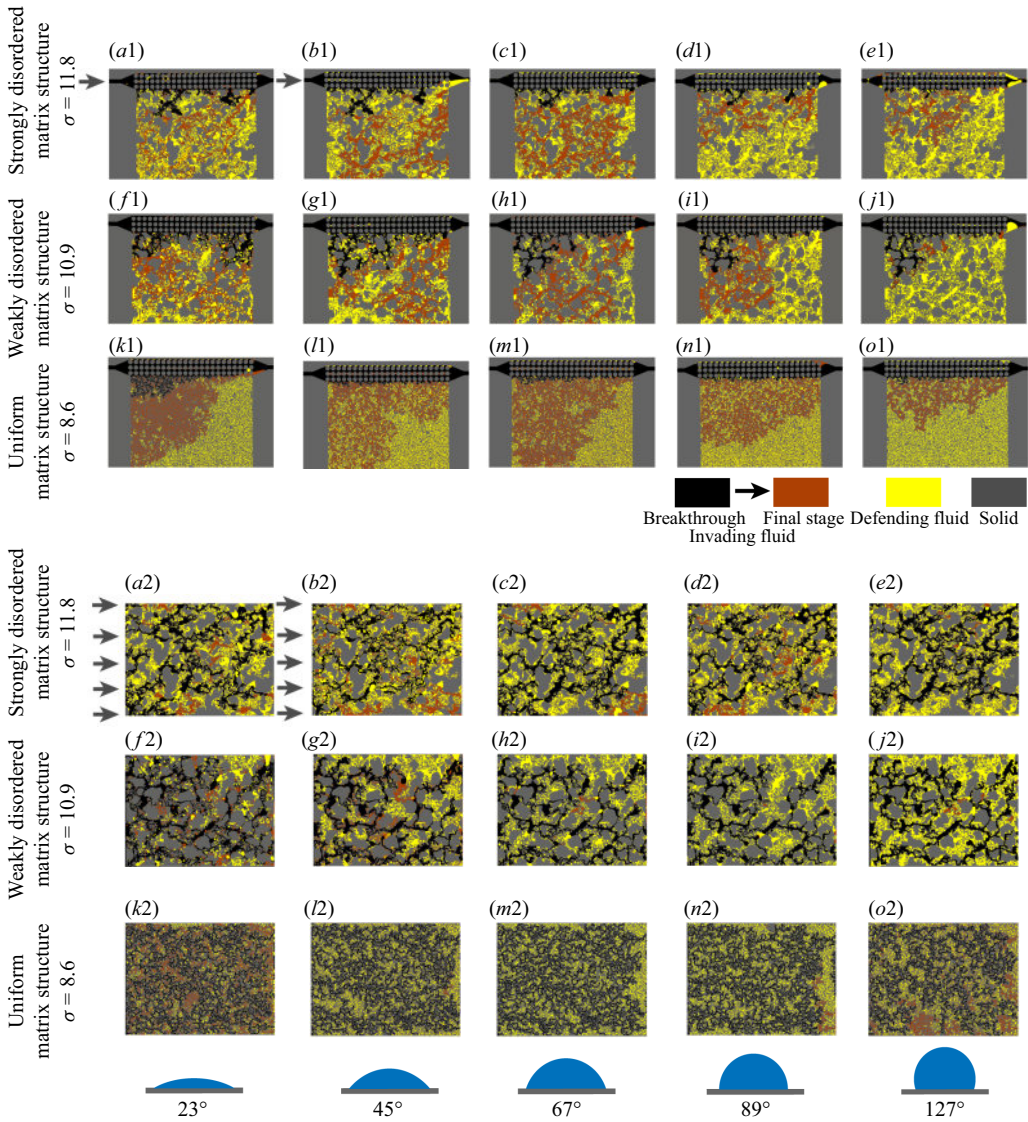 Strongly disordered
matrix structure
σ = 11.8
(a1) (b1) (c1) (d1) (e1)
Weakly disordered
matrix structure
σ = 10.9
(f1) (g1) (h1) (i1) (j1)
Uniform
matrix structure
σ = 8.6
(k1) (l1) (m1) (n1) (o1)
Breakthrough Final stage Defending fluid Solid
Invading fluid
Strongly disordered
matrix structure
σ = 11.8
(a2) (b2) (c2) (d2) (e2)
Weakly disordered
matrix structure
σ = 10.9
(f2) (g2) (h2) (i2) (j2)
Uniform
matrix structure
σ = 8.6
(k2) (l2) (m2) (n2) (o2)
23° 45° 67° 89° 127°